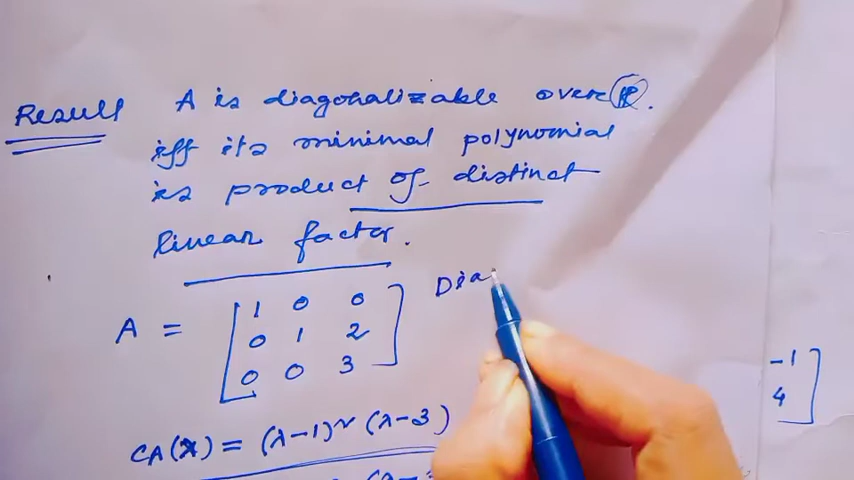 Result A is diagonalizable over ℝ.
iff its minimal polynomial
is product of distinct
linear factor.
A = [1 0 0
0 1 2
0 0 3] Dia
-1
4]
CA(x) = (λ-1)² (λ-3)